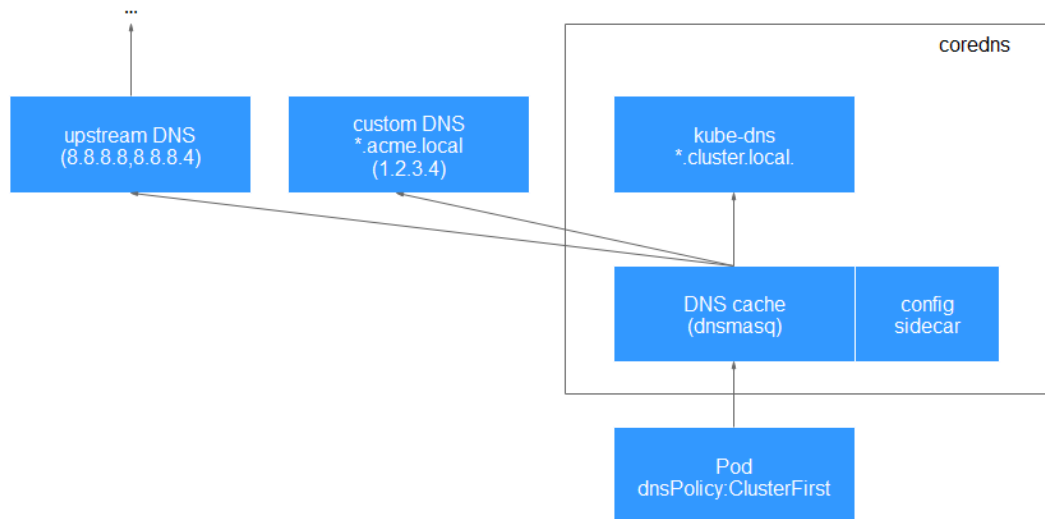 ...
coredns
upstream DNS
(8.8.8.8,8.8.8.4)
custom DNS
*.acme.local
(1.2.3.4)
kube-dns
*.cluster.local.
DNS cache
(dnsmasq)
config
sidecar
Pod
dnsPolicy:ClusterFirst